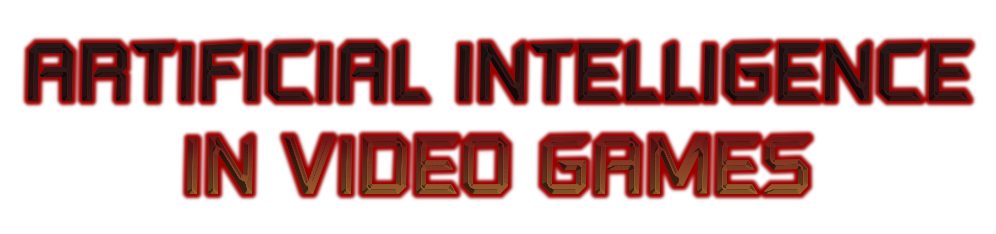 ARTIFICIAL INTELLIGENCE
IN VIDEO GAMES